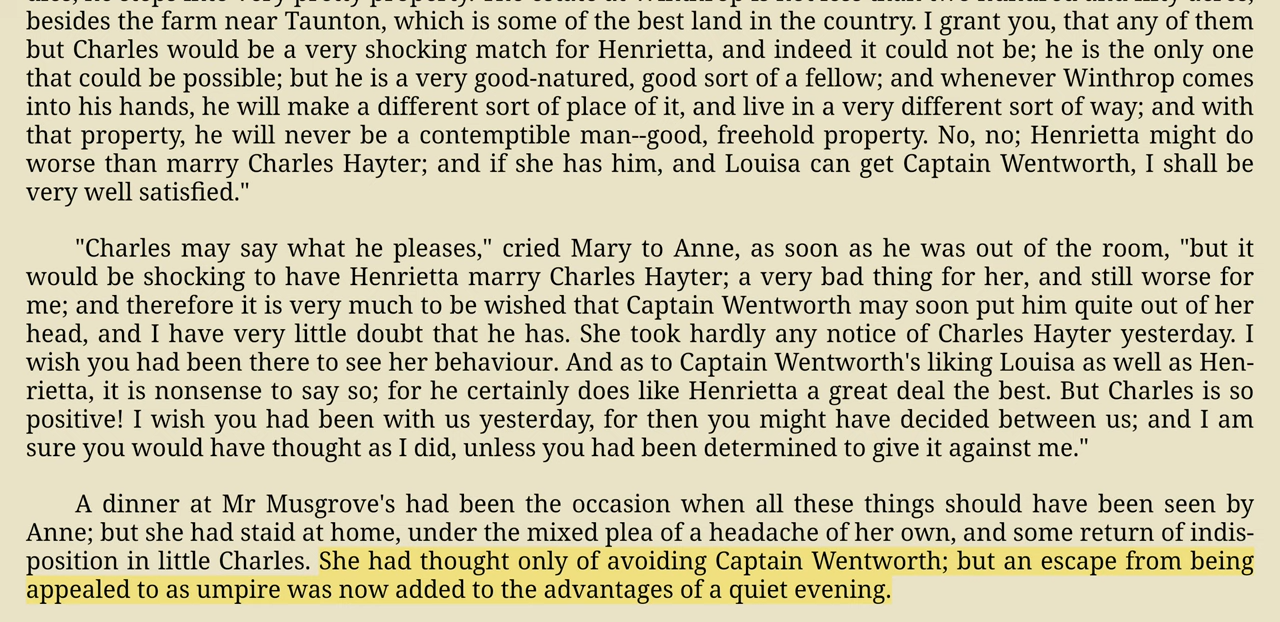 besides the farm near Taunton, which is some of the best land in the country. I grant you, that any of them
but Charles would be a very shocking match for Henrietta, and indeed it could not be; he is the only one
that could be possible; but he is a very good-natured, good sort of a fellow; and whenever Winthrop comes
into his hands, he will make a different sort of place of it, and live in a very different sort of way; and with
that property, he will never be a contemptible man--good, freehold property. No, no; Henrietta might do
worse than marry Charles Hayter; and if she has him, and Louisa can get Captain Wentworth, I shall be
very well satisfied."
"Charles may say what he pleases," cried Mary to Anne, as soon as he was out of the room, "but it
would be shocking to have Henrietta marry Charles Hayter; a very bad thing for her, and still worse for
me; and therefore it is very much to be wished that Captain Wentworth may soon put him quite out of her
head, and I have very little doubt that he has. She took hardly any notice of Charles Hayter yesterday. I
wish you had been there to see her behaviour. And as to Captain Wentworth's liking Louisa as well as Hen-
rietta, it is nonsense to say so; for he certainly does like Henrietta a great deal the best. But Charles is so
positive! I wish you had been with us yesterday, for then you might have decided between us; and I am
sure you would have thought as I did, unless you had been determined to give it against me."
A dinner at Mr Musgrove's had been the occasion when all these things should have been seen by
Anne; but she had staid at home, under the mixed plea of a headache of her own, and some return of indis-
position in little Charles. She had thought only of avoiding Captain Wentworth; but an escape from being
appealed to as umpire was now added to the advantages of a quiet evening.